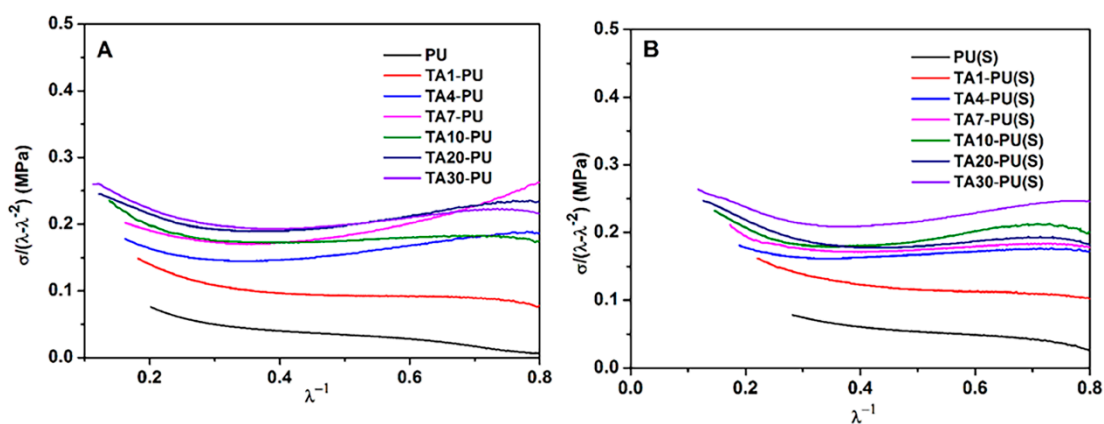 A
PU
TA1-PU
TA4-PU
TA7-PU
TA10-PU
TA20-PU
TA30-PU
σ/(λ-λ⁻²) (MPa)
0.5
0.4
0.3
0.2
0.1
0.0
0.2 0.4 0.6 0.8
λ⁻¹
B
PU(S)
TA1-PU(S)
TA4-PU(S)
TA7-PU(S)
TA10-PU(S)
TA20-PU(S)
TA30-PU(S)
σ/(λ-λ⁻²) (MPa)
0.5
0.4
0.3
0.2
0.1
0.0
0.0 0.2 0.4 0.6 0.8
λ⁻¹